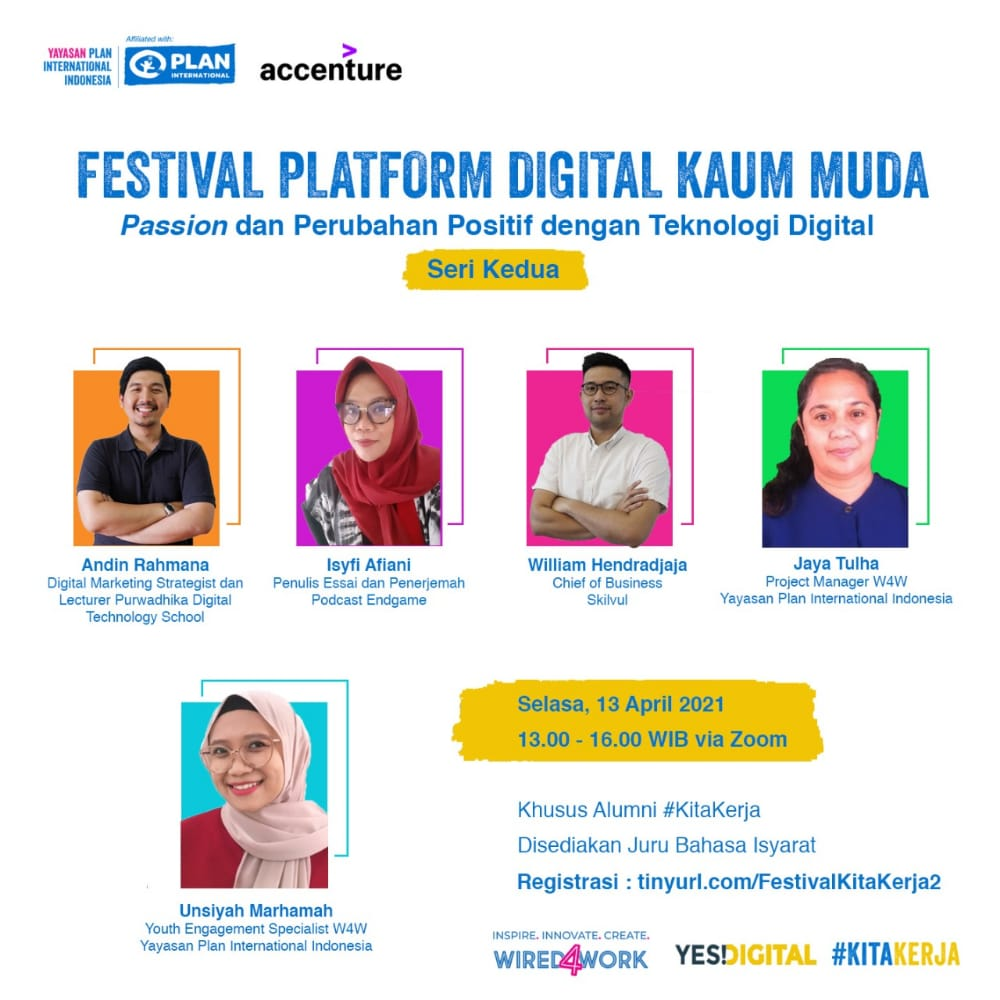 Affiliated with:
YAYASAN PLAN
INTERNATIONAL
INDONESIA
PLAN
INTERNATIONAL
accenture
FESTIVAL PLATFORM DIGITAL KAUM MUDA
Passion dan Perubahan Positif dengan Teknologi Digital
Seri Kedua
Andin Rahmana
Digital Marketing Strategist dan
Lecturer Purwadhika Digital
Technology School
Isyfi Afiani
Penulis Essai dan Penerjemah
Podcast Endgame
William Hendradjaja
Chief of Business
Skilvul
Jaya Tulha
Project Manager W4W
Yayasan Plan International Indonesia
Unsiyah Marhamah
Youth Engagement Specialist W4W
Yayasan Plan International Indonesia
Selasa, 13 April 2021
13.00 - 16.00 WIB via Zoom
Khusus Alumni #KitaKerja
Disediakan Juru Bahasa Isyarat
Registrasi : tinyurl.com/FestivalKitaKerja2
INSPIRE. INNOVATE. CREATE.
WIRED4WORK
YES!DIGITAL
#KITAKERJA